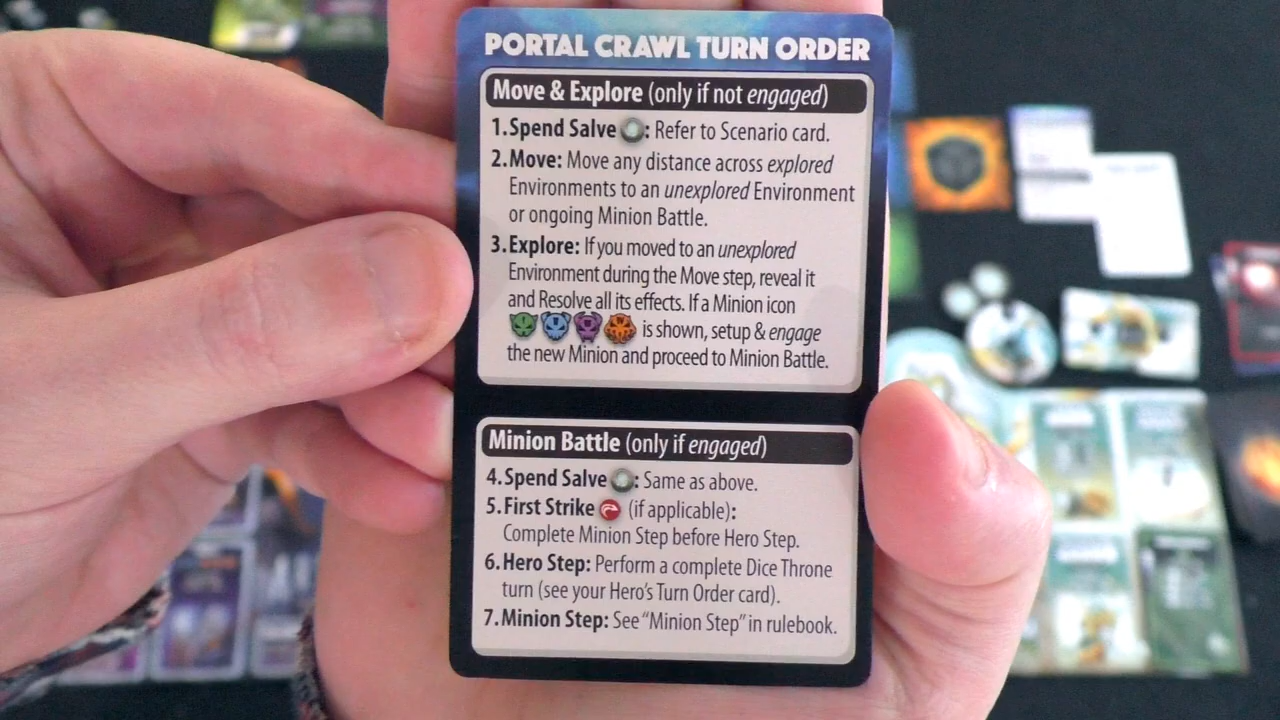 PORTAL CRAWL TURN ORDER
Move & Explore (only if not engaged)
1. Spend Salve : Refer to Scenario card.
2. Move: Move any distance across explored
Environments to an unexplored Environment
or ongoing Minion Battle.
3. Explore: If you moved to an unexplored
Environment during the Move step, reveal it
and Resolve all its effects. If a Minion icon
is shown, setup & engage
the new Minion and proceed to Minion Battle.
Minion Battle (only if engaged)
4. Spend Salve : Same as above.
5. First Strike (if applicable):
Complete Minion Step before Hero Step.
6. Hero Step: Perform a complete Dice Throne
turn (see your Hero's Turn Order card).
7. Minion Step: See "Minion Step" in rulebook.